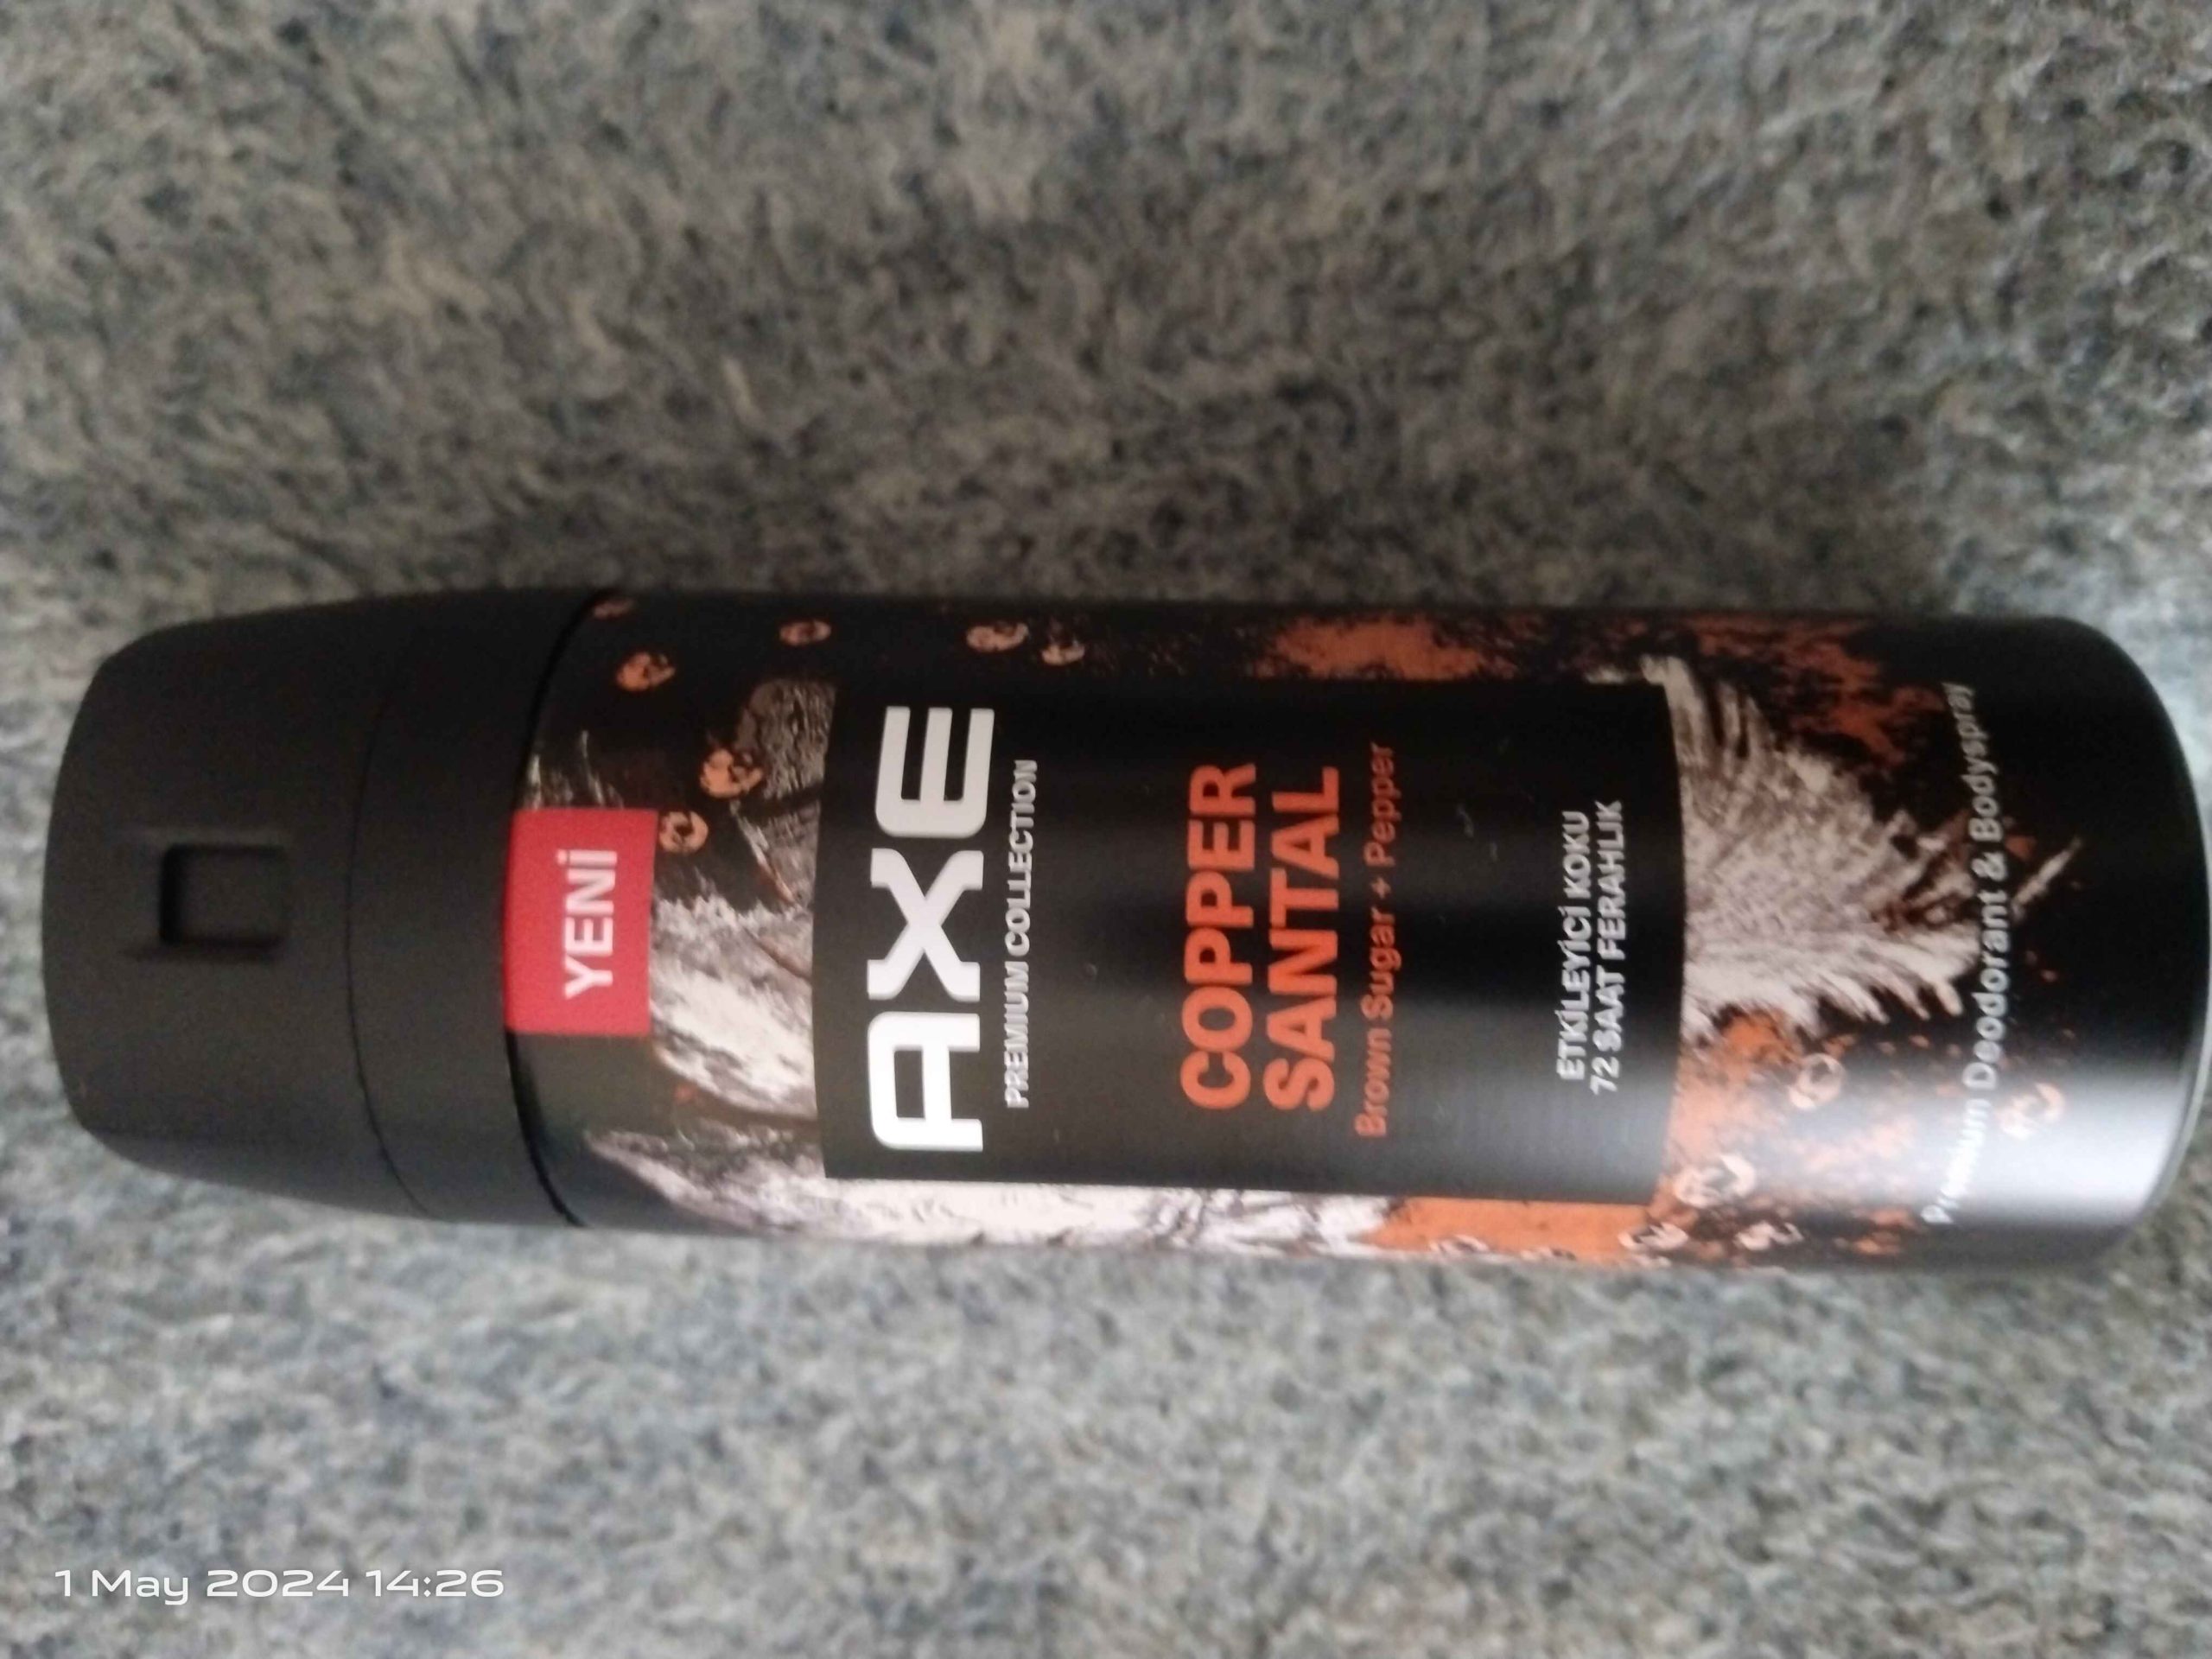 YENİ
AXE
PREMIUM COLLECTION
COPPER
SANTAL
Brown Sugar + Pepper
ETKİLEYİCİ KOKU
72 SAAT FERAHLIK
Premium Deodorant & Bodyspray
1 May 2024 14:26